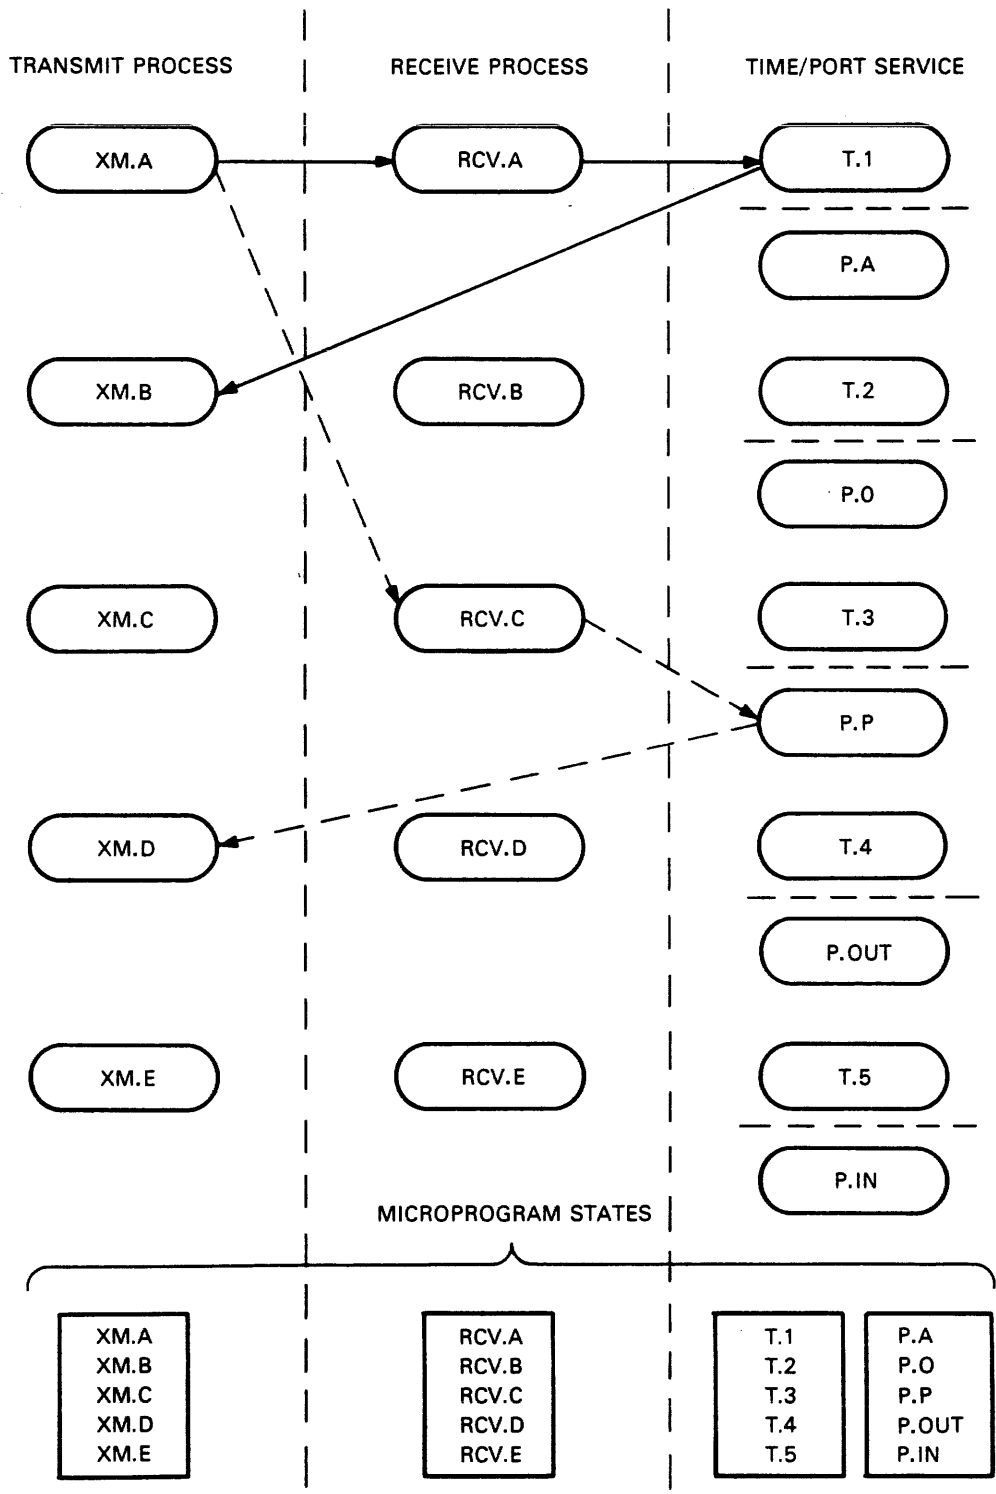 TRANSMIT PROCESS RECEIVE PROCESS TIME/PORT SERVICE
XM.A RCV.A T.1
P.A
XM.B RCV.B T.2
P.O
XM.C RCV.C T.3
P.P
XM.D RCV.D T.4
P.OUT
XM.E RCV.E T.5
P.IN
MICROPROGRAM STATES
XM.A RCV.A T.1 P.A
XM.B RCV.B T.2 P.O
XM.C RCV.C T.3 P.P
XM.D RCV.D T.4 P.OUT
XM.E RCV.E T.5 P.IN